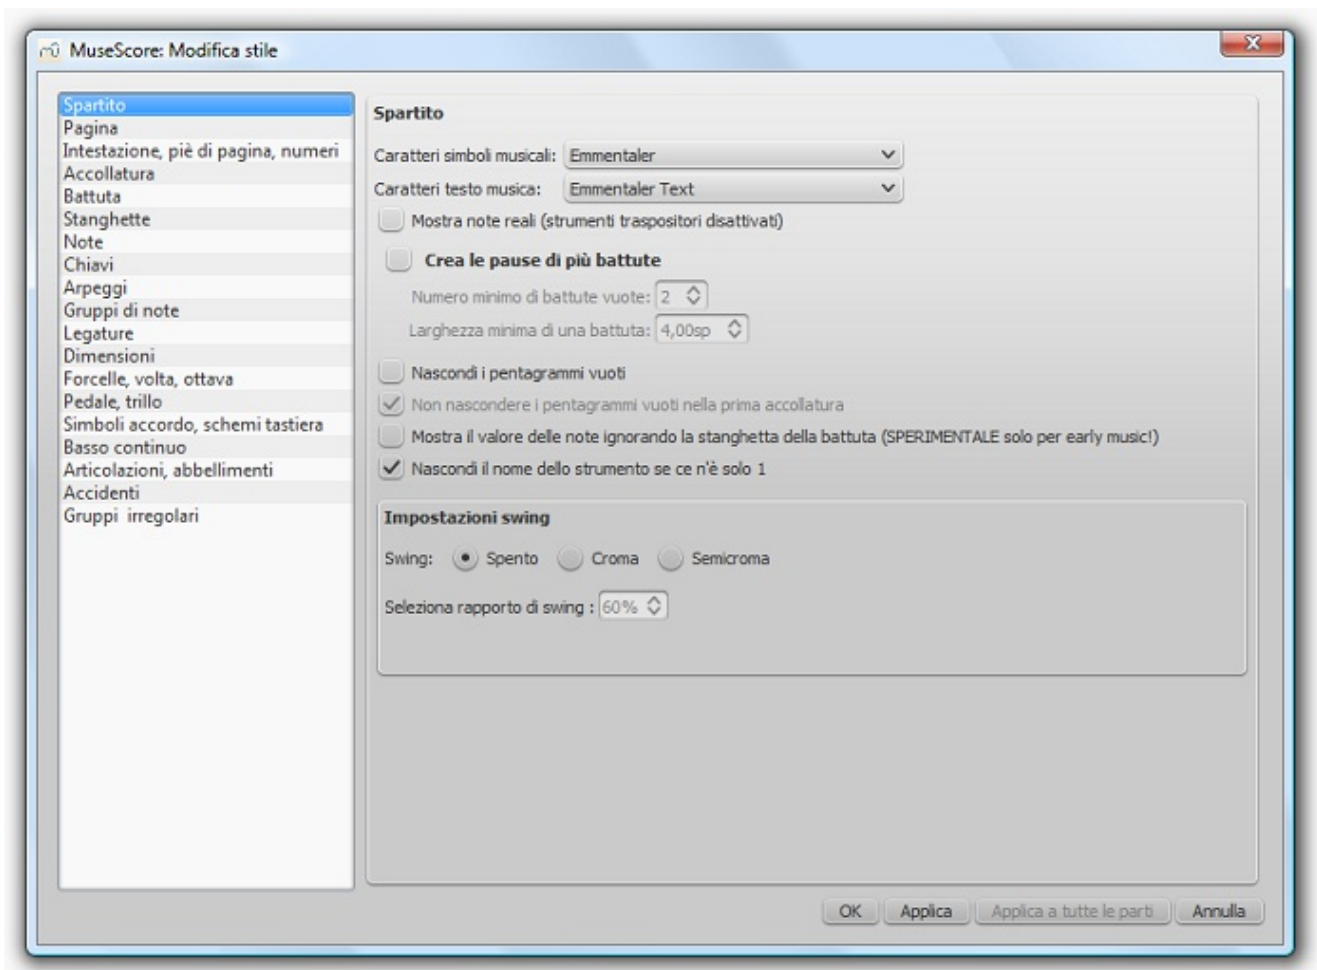 MuseScore: Modifica stile
Spartito
Pagina
Intestazione, piè di pagina, numeri
Accollatura
Battuta
Stanghette
Note
Chiavi
Arpeggi
Gruppi di note
Legature
Dimensioni
Forcelle, volta, ottava
Pedale, trillo
Simboli accordo, schemi tastiera
Basso continuo
Articolazioni, abbellimenti
Accidenti
Gruppi irregolari
Spartito
Caratteri simboli musicali: Emmentaler
Caratteri testo musica: Emmentaler Text
Mostra note reali (strumenti traspositori disattivati)
Crea le pause di più battute
Numero minimo di battute vuote: 2
Larghezza minima di una battuta: 4,00sp
Nascondi i pentagrammi vuoti
Non nascondere i pentagrammi vuoti nella prima accollatura
Mostra il valore delle note ignorando la stanghetta della battuta (SPERIMENTALE solo per early music!)
Nascondi il nome dello strumento se ce n'è solo 1
Impostazioni swing
Swing: Spento Croma Semicroma
Seleziona rapporto di swing : 60%
OK Applica Applica a tutte le parti Annulla